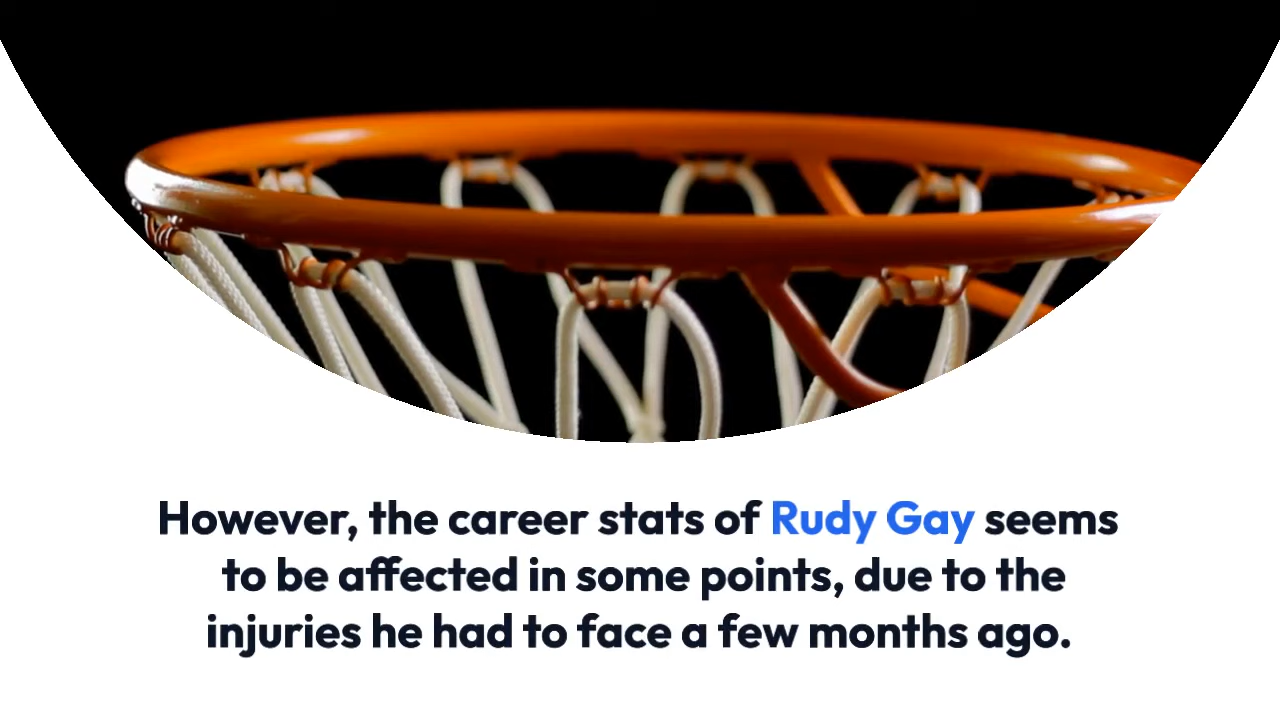 However, the career stats of Rudy Gay seems
to be affected in some points, due to the
injuries he had to face a few months ago.